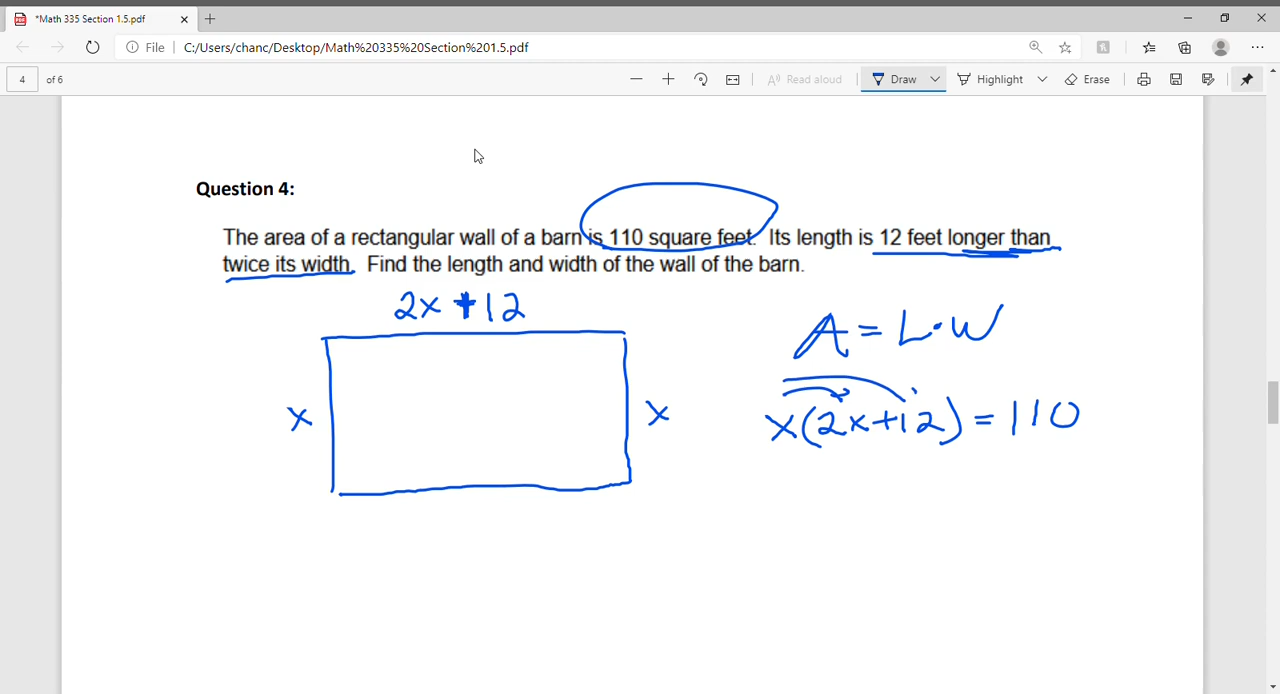 *Math 335 Section 1.5.pdf
File | C:/Users/chanc/Desktop/Math%20335%20Section%201.5.pdf
4 of 6
Read aloud Draw Highlight Erase
Question 4:
The area of a rectangular wall of a barn is 110 square feet. Its length is 12 feet longer than
twice its width. Find the length and width of the wall of the barn.
2x + 12
A = L · W
x x
x(2x+12) = 110